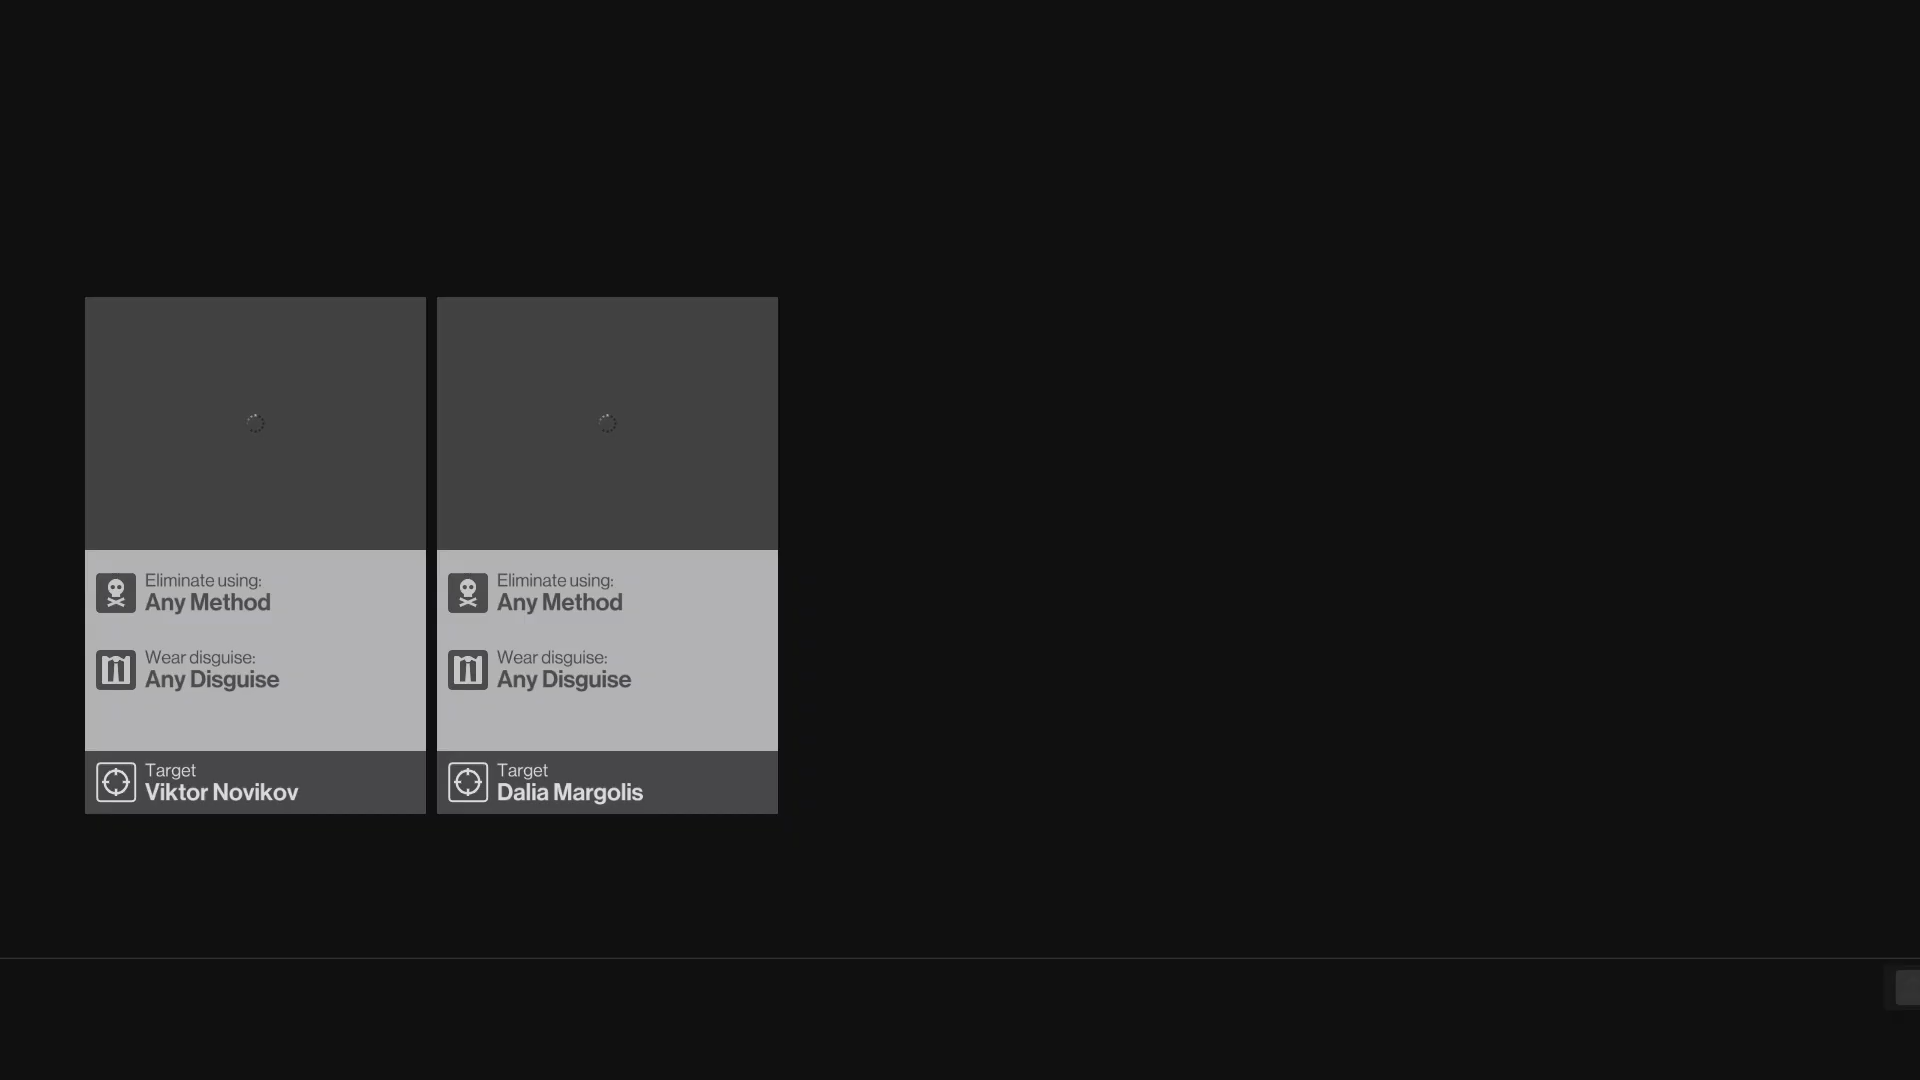 Eliminate using:
Any Method
Wear disguise:
Any Disguise
Target
Viktor Novikov
Eliminate using:
Any Method
Wear disguise:
Any Disguise
Target
Dalia Margolis